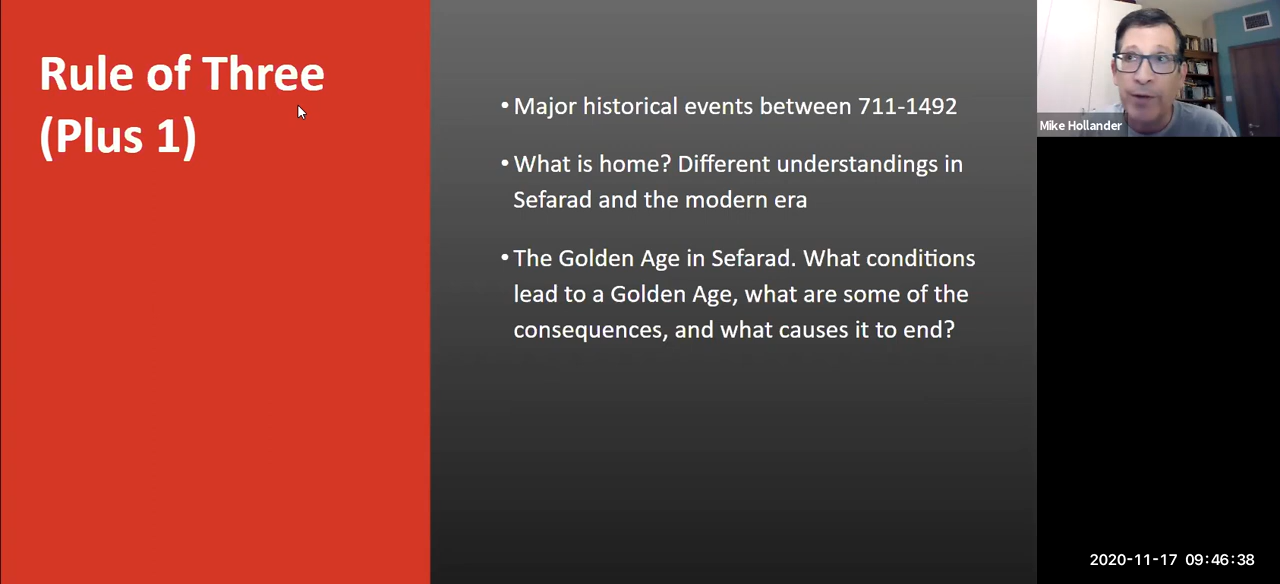 Rule of Three
(Plus 1)
• Major historical events between 711-1492
• What is home? Different understandings in
Sefarad and the modern era
• The Golden Age in Sefarad. What conditions
lead to a Golden Age, what are some of the
consequences, and what causes it to end?
Mike Hollander
2020-11-17 09:46:38